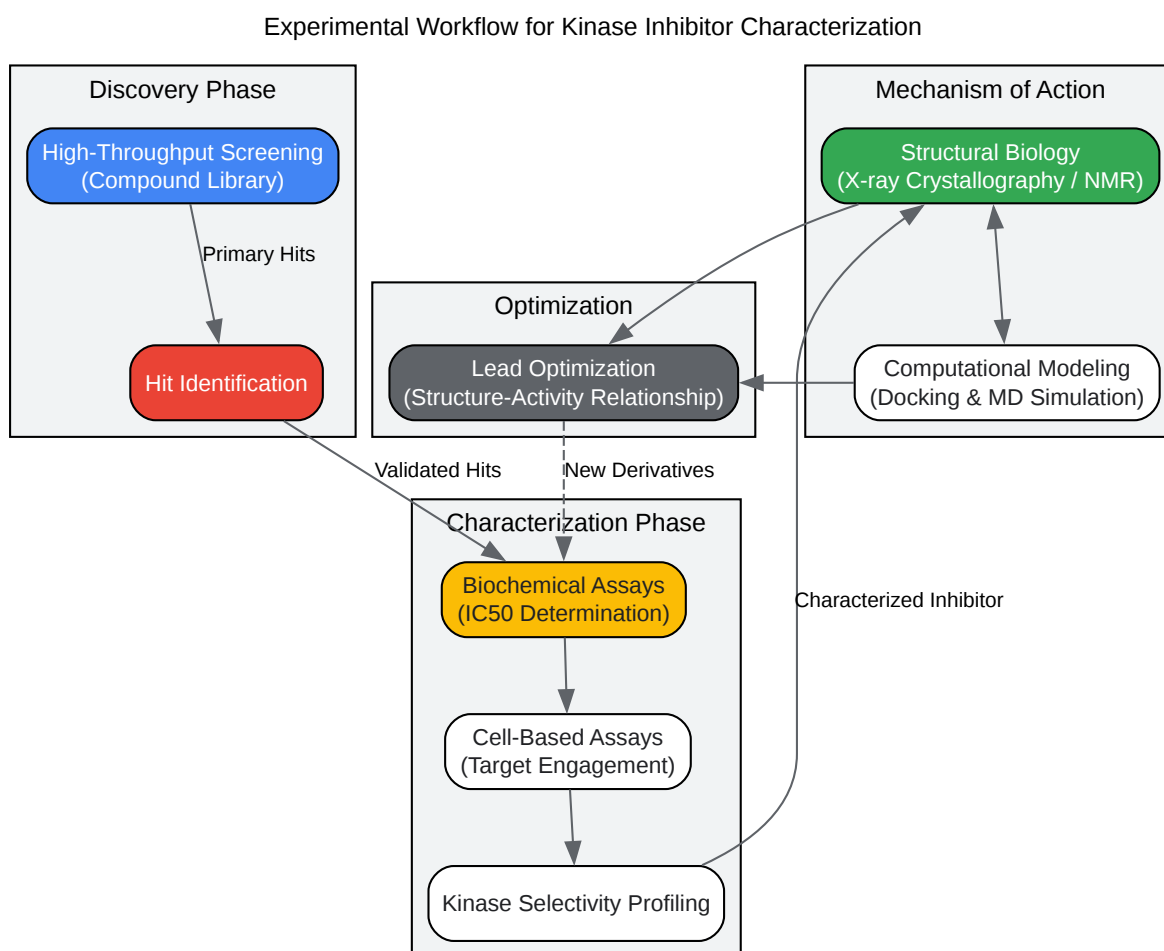 Experimental Workflow for Kinase Inhibitor Characterization
Discovery Phase
High-Throughput Screening
(Compound Library)
Primary Hits
Hit Identification
Mechanism of Action
Structural Biology
(X-ray Crystallography / NMR)
Computational Modeling
(Docking & MD Simulation)
Optimization
Lead Optimization
(Structure-Activity Relationship)
Validated Hits
New Derivatives
Characterization Phase
Biochemical Assays
(IC50 Determination)
Characterized Inhibitor
Cell-Based Assays
(Target Engagement)
Kinase Selectivity Profiling